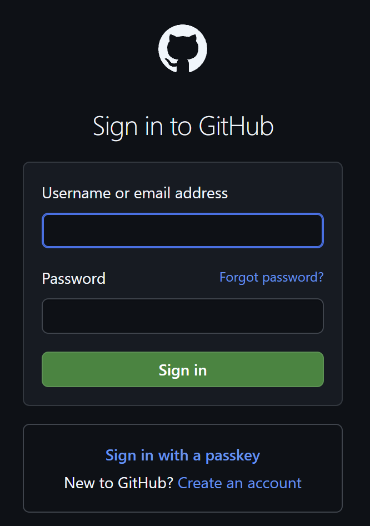 Sign in to GitHub
Username or email address
Password Forgot password?
Sign in
Sign in with a passkey
New to GitHub? Create an account